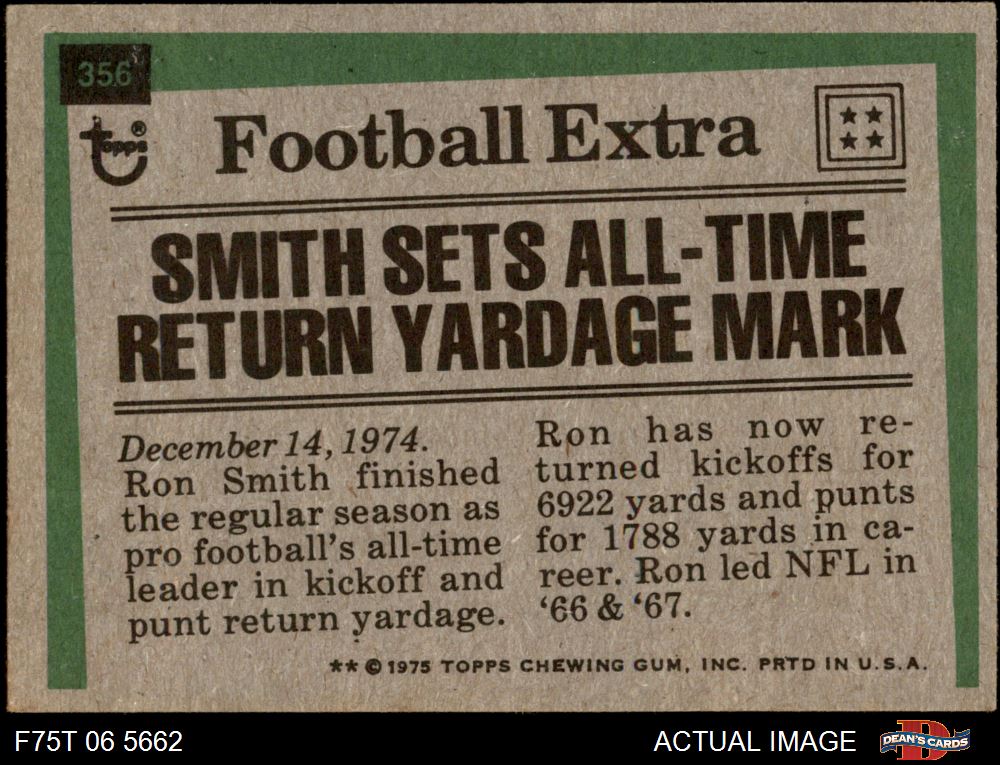 356
Topps®
Football Extra
SMITH SETS ALL-TIME
RETURN YARDAGE MARK
December 14, 1974.
Ron Smith finished
the regular season as
pro football's all-time
leader in kickoff and
punt return yardage.
Ron has now re-
turned kickoffs for
6922 yards and punts
for 1788 yards in ca-
reer. Ron led NFL in
‘66 & ‘67.
** © 1975 TOPPS CHEWING GUM, INC. PRTD IN U.S.A.
F75T 06 5662
ACTUAL IMAGE
D
DEAN'S CARDS